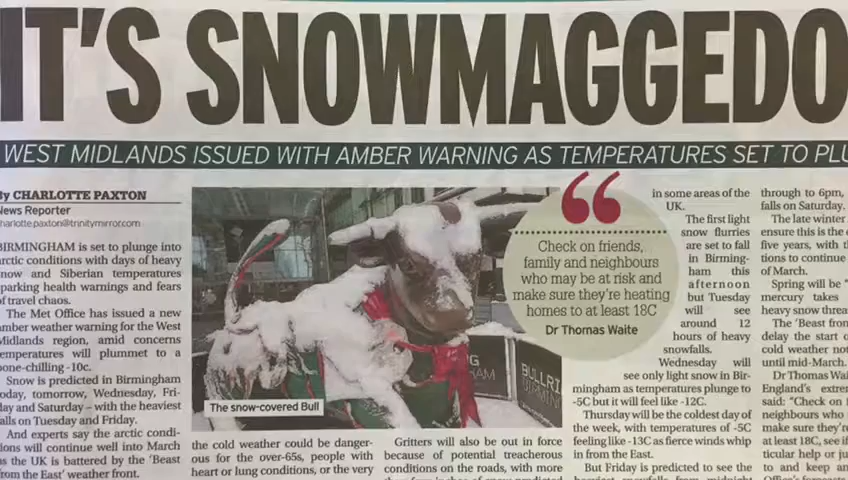 IT'S SNOWMAGGEDO
WEST MIDLANDS ISSUED WITH AMBER WARNING AS TEMPERATURES SET TO PLU
By CHARLOTTE PAXTON
News Reporter
charlotte.paxton@trinitymirror.com
BIRMINGHAM is set to plunge into
arctic conditions with days of heavy
snow and Siberian temperatures
sparking health warnings and fears
of travel chaos.
The Met Office has issued a new
amber weather warning for the West
Midlands region, amid concerns
temperatures will plummet to a
bone-chilling -10c.
Snow is predicted in Birmingham
today, tomorrow, Wednesday, Fri-
day and Saturday – with the heaviest
falls on Tuesday and Friday.
And experts say the arctic condi-
tions will continue well into March
as the UK is battered by the 'Beast
from the East' weather front.
The snow-covered Bull
BULLRI
BIRMIN
the cold weather could be danger-
ous for the over-65s, people with
heart or lung conditions, or the very
Gritters will also be out in force
because of potential treacherous
conditions on the roads, with more
“
Check on friends,
family and neighbours
who may be at risk and
make sure they're heating
homes to at least 18C
Dr Thomas Waite
in some areas of the
UK.
The first light
snow flurries
are set to fall
in Birming-
ham this
afternoon
but Tuesday
will see
around 12
hours of heavy
snowfalls.
Wednesday will
see only light snow in Bir-
mingham as temperatures plunge to
-5C but it will feel like -12C.
Thursday will be the coldest day of
the week, with temperatures of -5C
feeling like -13C as fierce winds whip
in from the East.
But Friday is predicted to see the
heaviest snowfalls from midnight
through to 6pm,
falls on Saturday.
The late winter
ensure this is the c
five years, with t
tions to continue
of March.
Spring will be "
mercury takes
heavy snow threa
The 'Beast from
delay the start o
cold weather not
until mid-March.
Dr Thomas Wai
England's extrem
said: "Check on f
neighbours who
make sure they're
at least 18C, see if
ticular help or ju
to and keep an
Office's forecasts